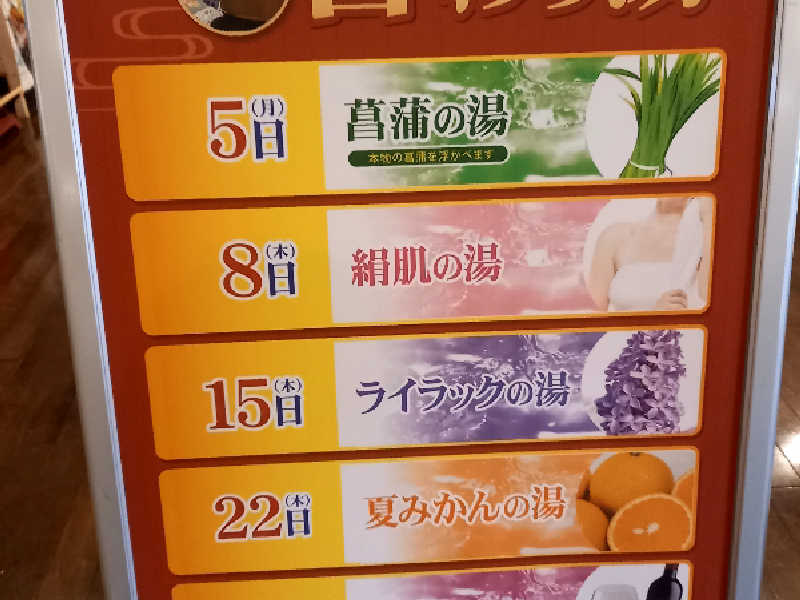 5日(月)
菖蒲の湯
本物の菖蒲を浮かべます
8日(木)
絹肌の湯
15日(木)
ライラックの湯
22日(木)
夏みかんの湯